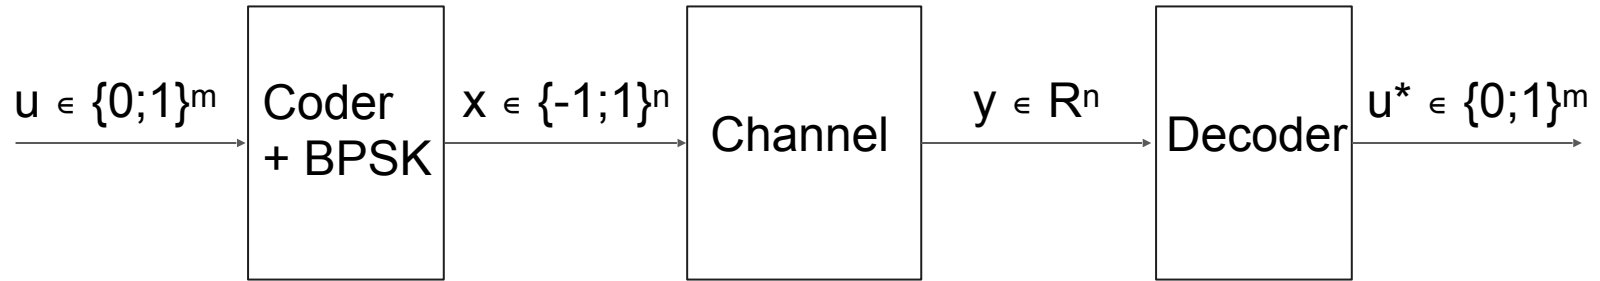 u ∊ {0;1}ᵐ
Coder
+ BPSK
x ∊ {-1;1}ⁿ
Channel
y ∊ Rⁿ
Decoder
u* ∊ {0;1}ᵐ